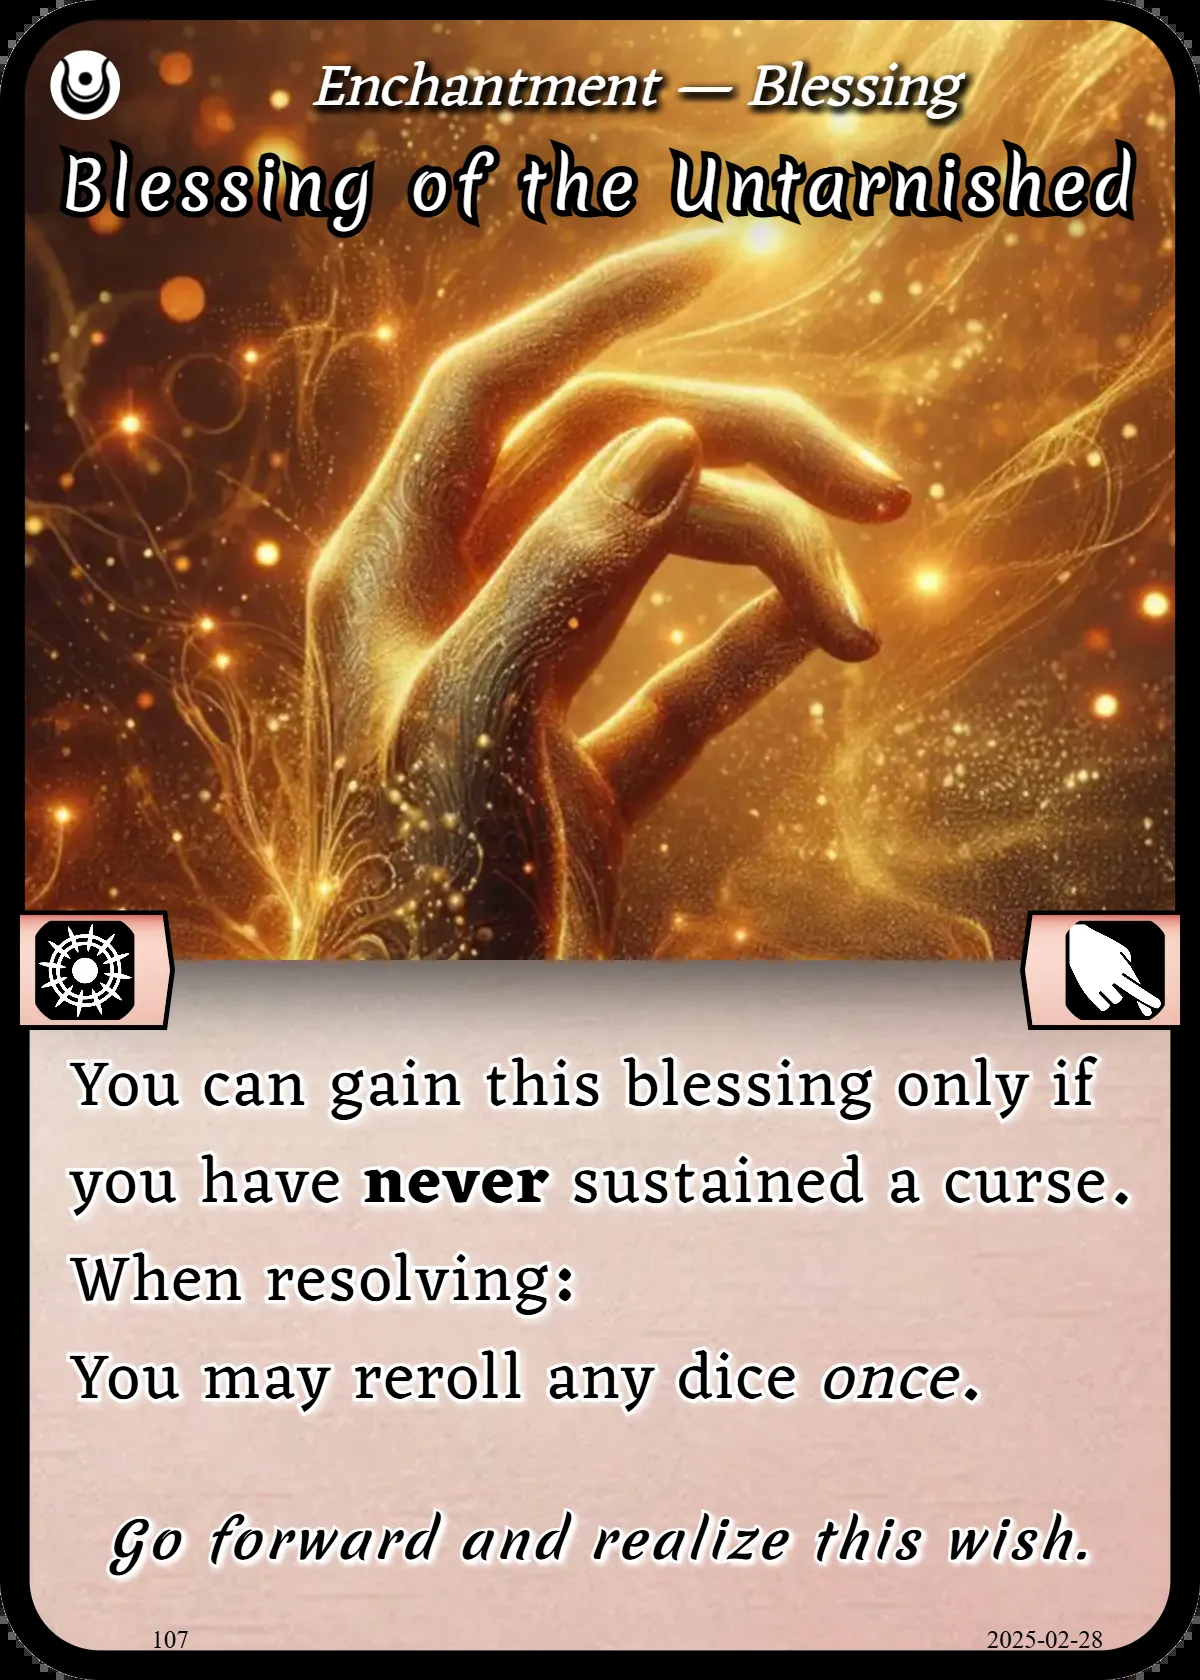 Enchantment — Blessing
Blessing of the Untarnished
You can gain this blessing only if
you have never sustained a curse.
When resolving:
You may reroll any dice once.
Go forward and realize this wish.
107
2025-02-28